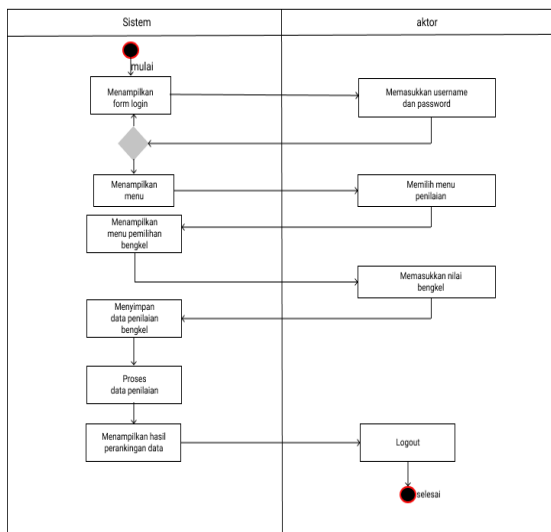 Sistem
aktor
mulai
Menampilkan
form login
Memasukkan username
dan password
Menampilkan
menu
Memilih menu
penilaian
Menampilkan
menu pemilihan
bengkel
Memasukkan nilai
bengkel
Menyimpan
data penilaian
bengkel
Proses
data penilaian
Menampilkan hasil
perankingan data
Logout
selesai